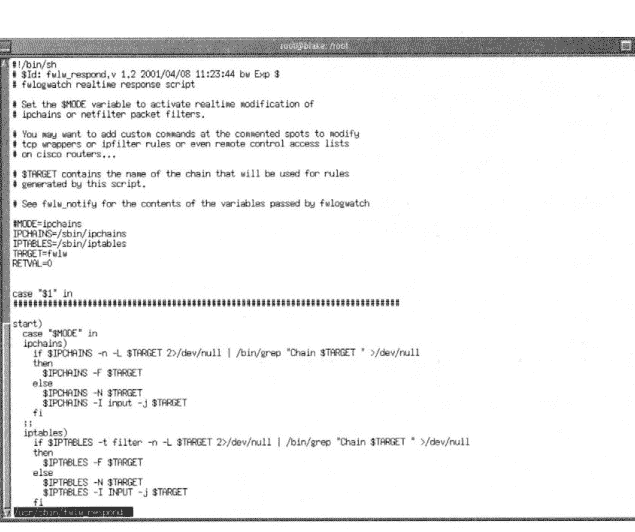 root@blake: /root
#!/bin/sh
# $Id: fwlw_respond,v 1.2 2001/04/08 11:23:44 bw Exp $
# fwlogwatch realtime response script
# Set the $MODE variable to activate realtime modification of
# ipchains or netfilter packet filters.
# You may want to add custom commands at the commented spots to modify
# tcp wrappers or ipfilter rules or even remote control access lists
# on cisco routers...
# $TARGET contains the name of the chain that will be used for rules
# generated by this script.
# See fwlw_notify for the contents of the variables passed by fwlogwatch
#MODE=ipchains
IPCHAINS=/sbin/ipchains
IPTABLES=/sbin/iptables
TARGET=fwlw
RETVAL=0
case "$1" in
################################################################################
start)
case "$MODE" in
ipchains)
if $IPCHAINS -n -L $TARGET 2>/dev/null | /bin/grep "Chain $TARGET " >/dev/null
then
$IPCHAINS -F $TARGET
else
$IPCHAINS -N $TARGET
$IPCHAINS -I input -j $TARGET
fi
;;
iptables)
if $IPTABLES -t filter -n -L $TARGET 2>/dev/null | /bin/grep "Chain $TARGET " >/dev/null
then
$IPTABLES -F $TARGET
else
$IPTABLES -N $TARGET
$IPTABLES -I INPUT -j $TARGET
fi
/usr/sbin/fwlw_respond